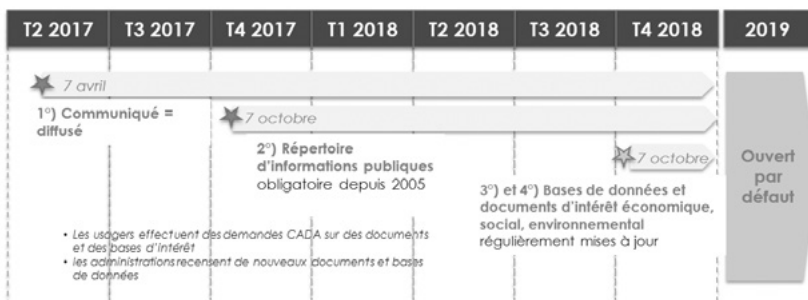 T2 2017 T3 2017 T4 2017 T1 2018 T2 2018 T3 2018 T4 2018 2019
7 avril
1°) Communiqué =
diffusé
7 octobre
2°) Répertoire
d'informations publiques
obligatoire depuis 2005
7 octobre
3°) et 4°) Bases de données et
documents d'intérêt économique,
social, environnemental
régulièrement mises à jour
Ouvert
par
défaut
• Les usagers effectuent des demandes CADA sur des documents
et des bases d'intérêt
• les administrations recensent de nouveaux documents et bases
de données